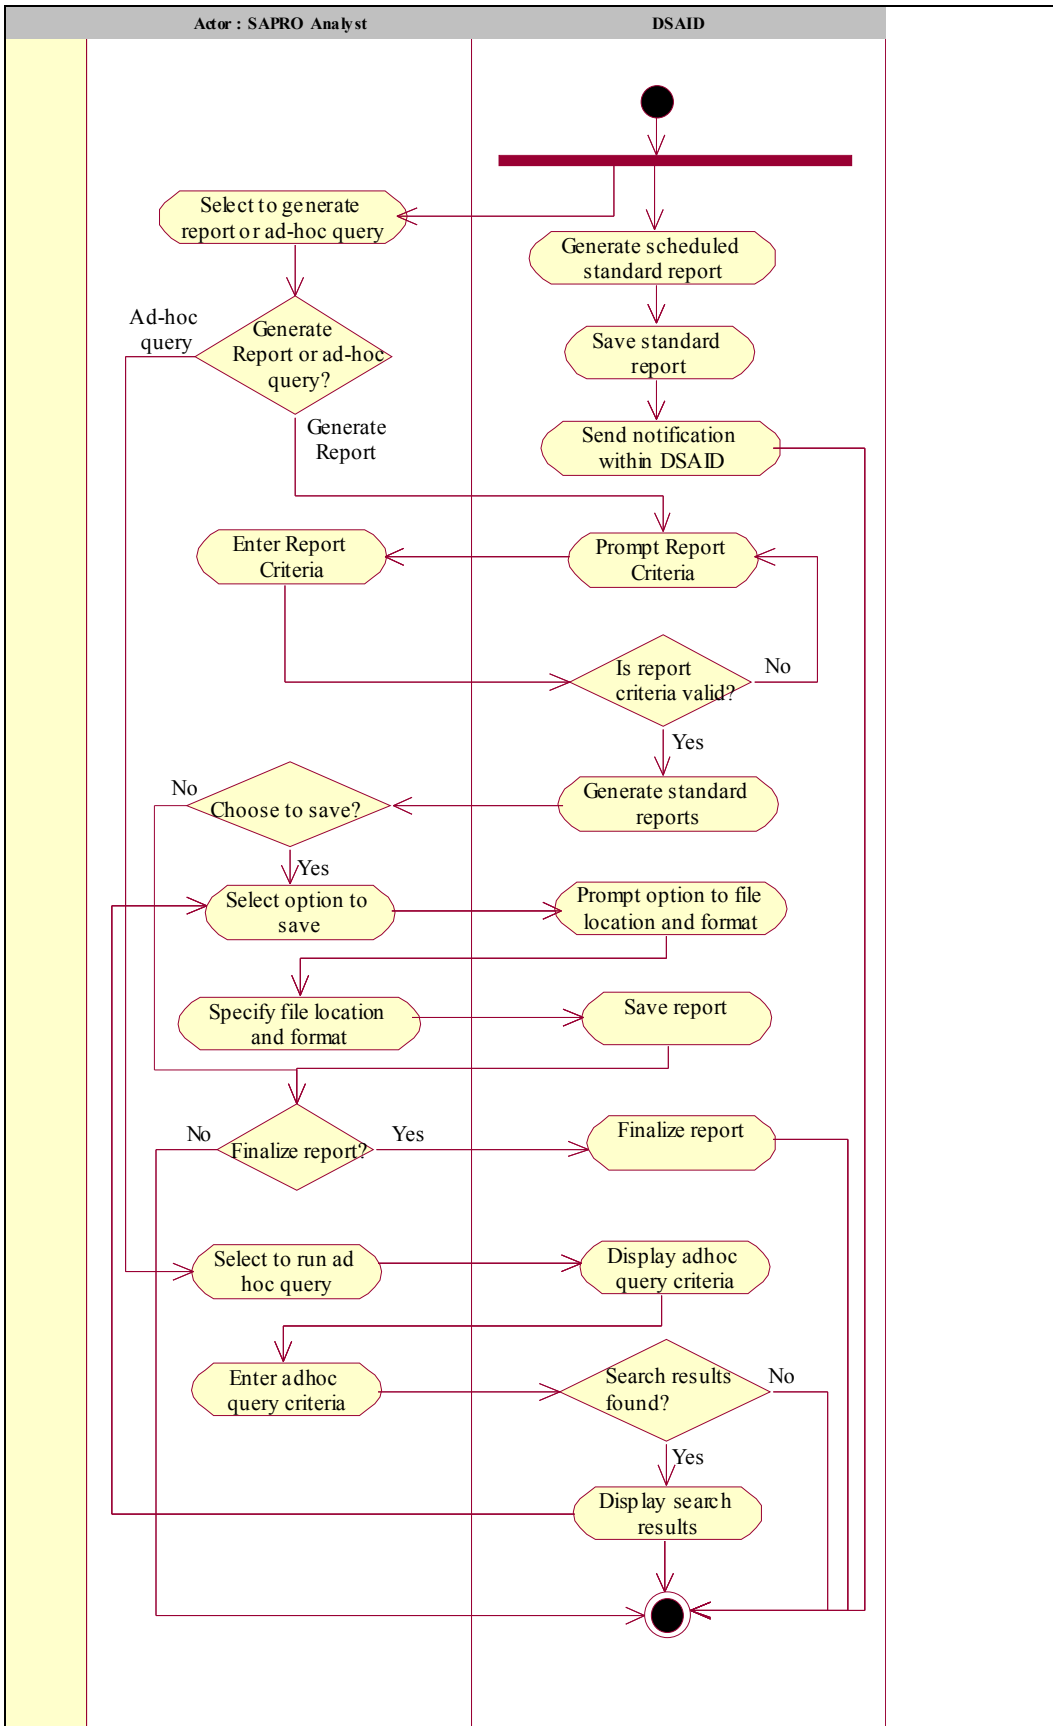 Actor : SAPRO Analyst
DSAID
Select to generate
report or ad-hoc query
Generate scheduled
standard report
Ad-hoc
query
Generate
Report or ad-hoc
query?
Save standard
report
Generate
Report
Send notification
within DSAID
Enter Report
Criteria
Prompt Report
Criteria
Is report
criteria valid?
No
Yes
No
Choose to save?
Generate standard
reports
Yes
Select option to
save
Prompt option to file
location and format
Specify file location
and format
Save report
No
Finalize report?
Yes
Finalize report
Select to run ad
hoc query
Display adhoc
query criteria
Enter adhoc
query criteria
Search results
found?
No
Yes
Display search
results